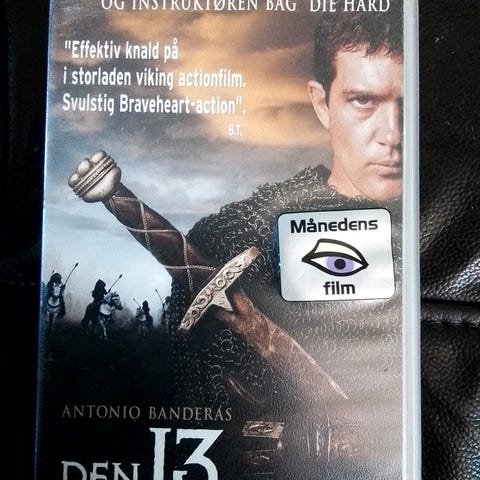 OG INSTRUKTØREN BAG "DIE HARD"
"Effektiv knald på
i storladen viking actionfilm.
Svulstig Braveheart-action".
B.T.
Månedens
film
ANTONIO BANDERAS
DEN 13